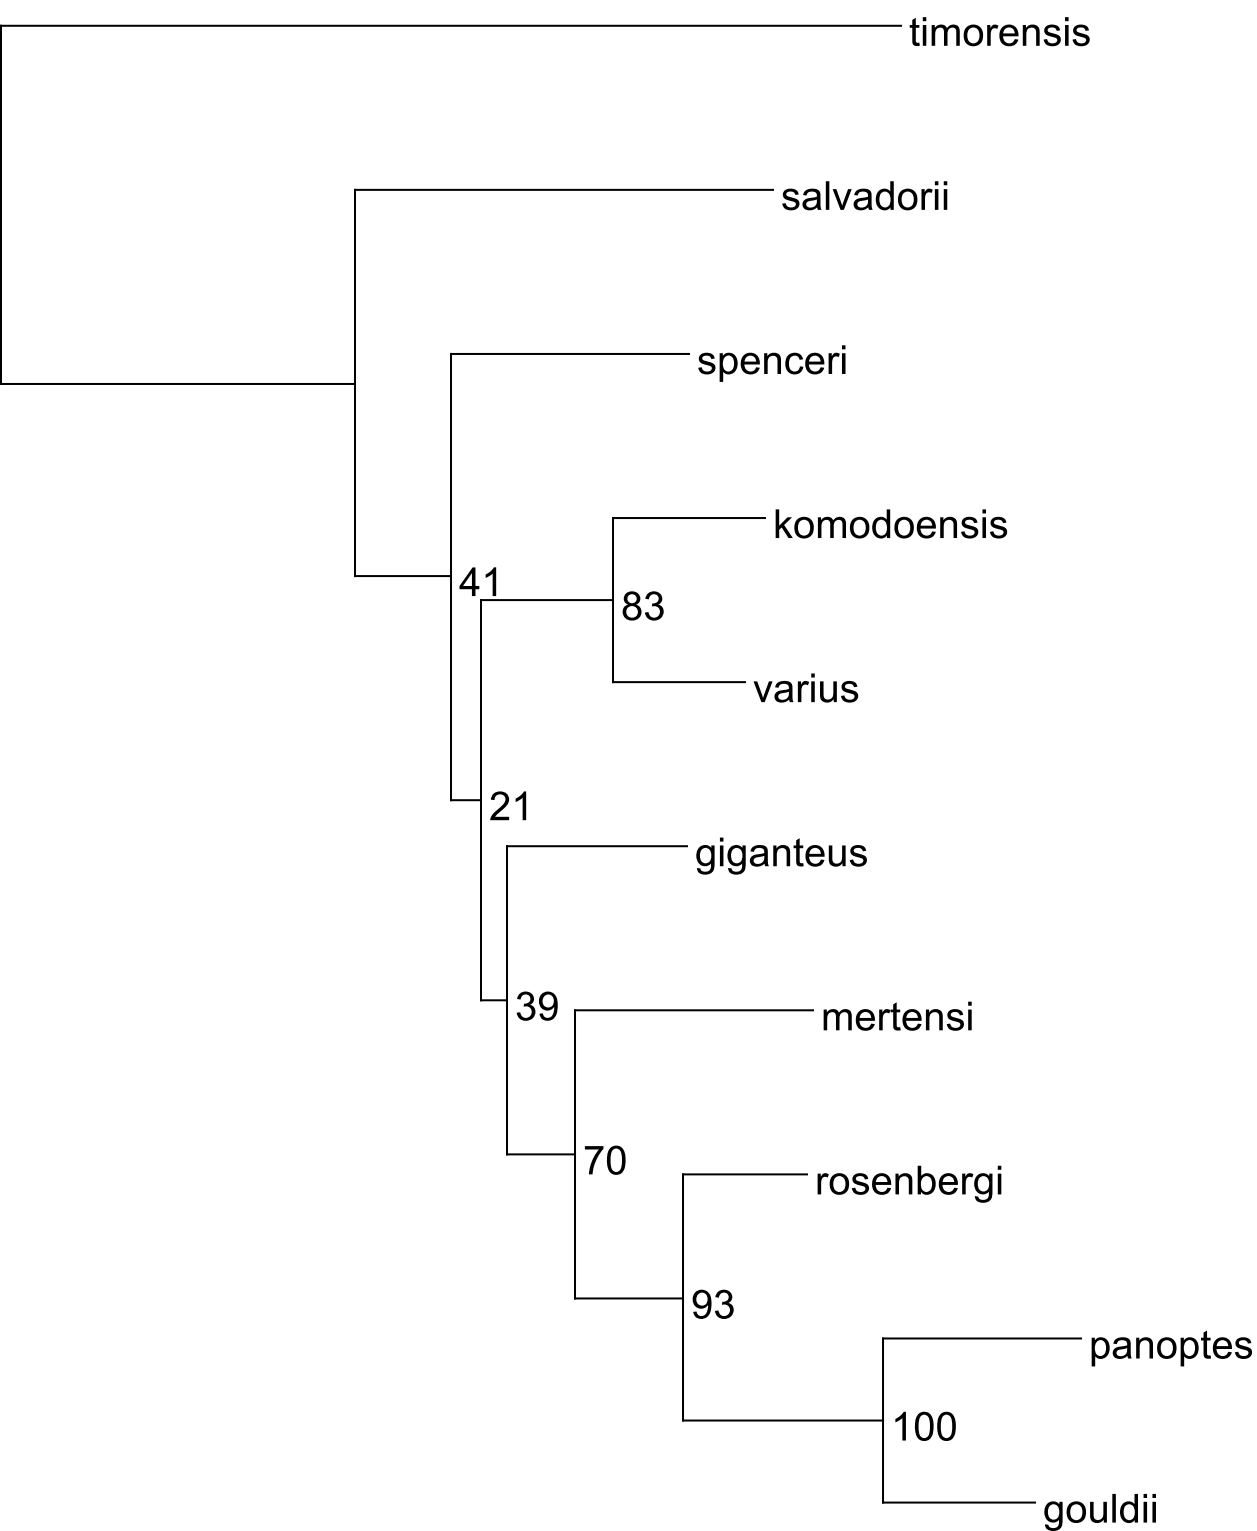 timorensis
salvadorii
spenceri
komodoensis
41
83
varius
21
giganteus
39
mertensi
70
rosenbergi
93
panoptes
100
gouldii